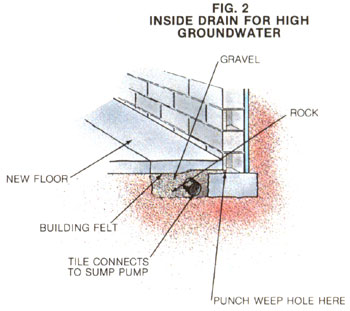 FIG. 2
INSIDE DRAIN FOR HIGH
GROUNDWATER
GRAVEL
ROCK
NEW FLOOR
BUILDING FELT
TILE CONNECTS
TO SUMP PUMP
PUNCH WEEP HOLE HERE